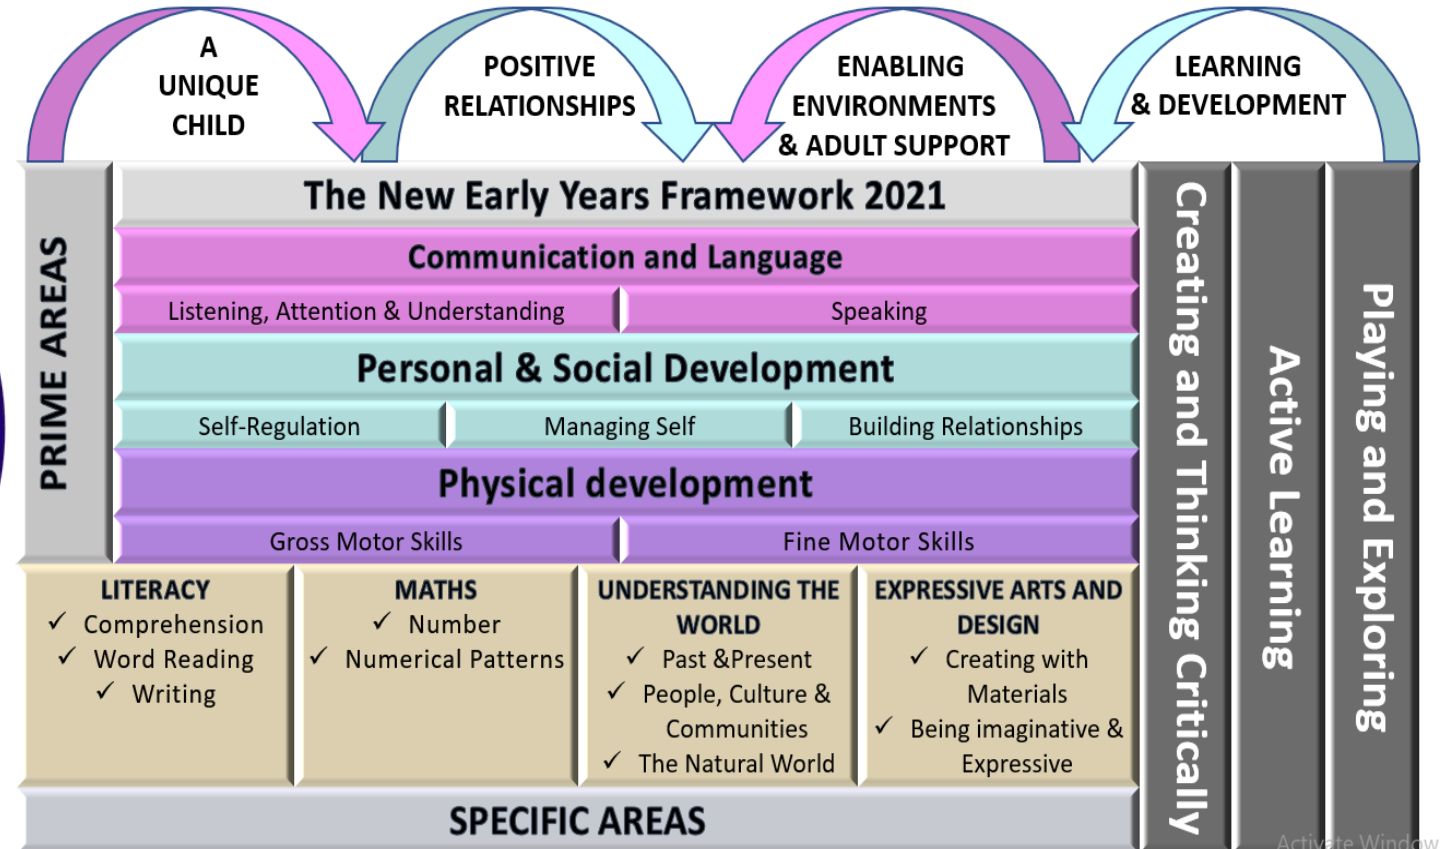 A
UNIQUE
CHILD
POSITIVE
RELATIONSHIPS
ENABLING
ENVIRONMENTS
& ADULT SUPPORT
LEARNING
& DEVELOPMENT
PRIME AREAS
The New Early Years Framework 2021
Communication and Language
Listening, Attention & Understanding
Speaking
Personal & Social Development
Self-Regulation
Managing Self
Building Relationships
Physical development
Gross Motor Skills
Fine Motor Skills
LITERACY
✓ Comprehension
✓ Word Reading
✓ Writing
MATHS
✓ Number
✓ Numerical Patterns
UNDERSTANDING THE
WORLD
✓ Past &Present
✓ People, Culture &
Communities
✓ The Natural World
EXPRESSIVE ARTS AND
DESIGN
✓ Creating with
Materials
✓ Being imaginative &
Expressive
SPECIFIC AREAS
Creating and Thinking Critically
Active Learning
Playing and Exploring
Activate Window